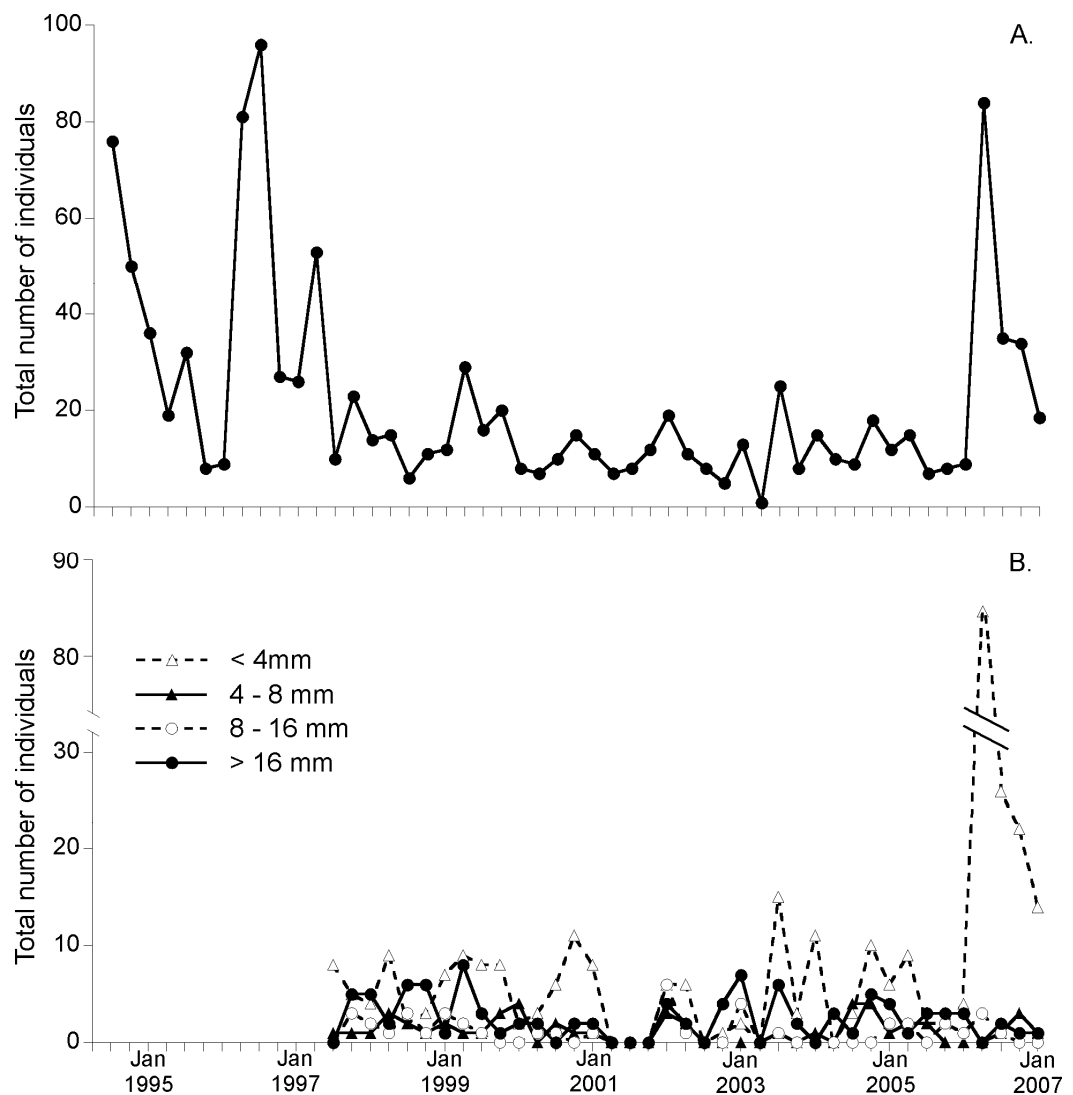 A.
Total number of individuals
100
80
60
40
20
0
B.
Total number of individuals
90
80
30
20
10
0
< 4mm
4 - 8 mm
8 - 16 mm
> 16 mm
Jan Jan Jan Jan Jan Jan Jan
1995 1997 1999 2001 2003 2005 2007